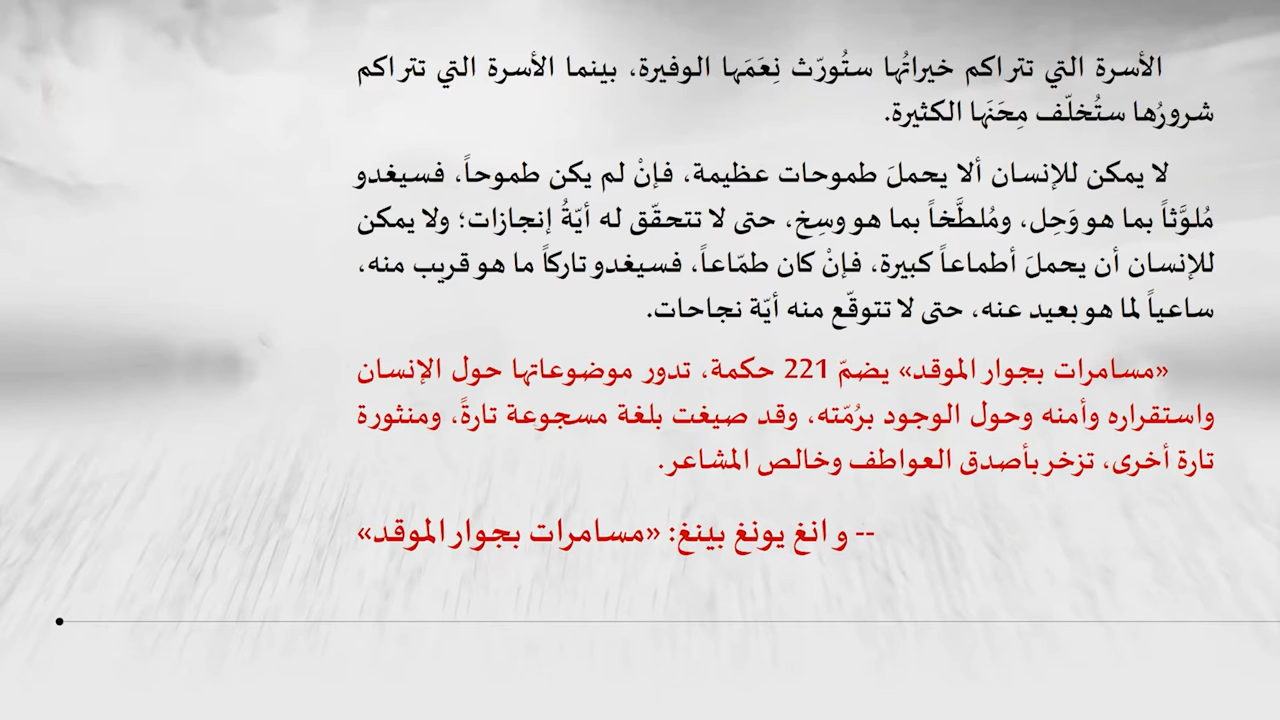 الأسرة التي تتراكم خيراتُها ستُورّث نِعَمَها الوفيرة، بينما الأسرة التي تتراكم
شرورُها ستُخلّف مِحَنَها الكثيرة.
لا يمكن للإنسان ألا يحملَ طموحات عظيمة، فإنْ لم يكن طموحاً، فسيغدو
مُلوَّثاً بما هو وَحِل، ومُلطَّخاً بما هو وسِخ، حتى لا تتحقّق له أيّةُ إنجازات؛ ولا يمكن
للإنسان أن يحملَ أطماعاً كبيرة، فإنْ كان طمّاعاً، فسيغدو تاركاً ما هو قريب منه،
ساعياً لما هو بعيد عنه، حتى لا تتوقّع منه أيّة نجاحات.
«مسامرات بجوار الموقد» يضمّ 221 حكمة، تدور موضوعاتها حول الإنسان
واستقراره وأمنه وحول الوجود برُمّته، وقد صيغت بلغة مسجوعة تارةً، ومنثورة
تارة أخرى، تزخر بأصدق العواطف وخالص المشاعر.
-- وانغ يونغ بينغ: «مسامرات بجوار الموقد»